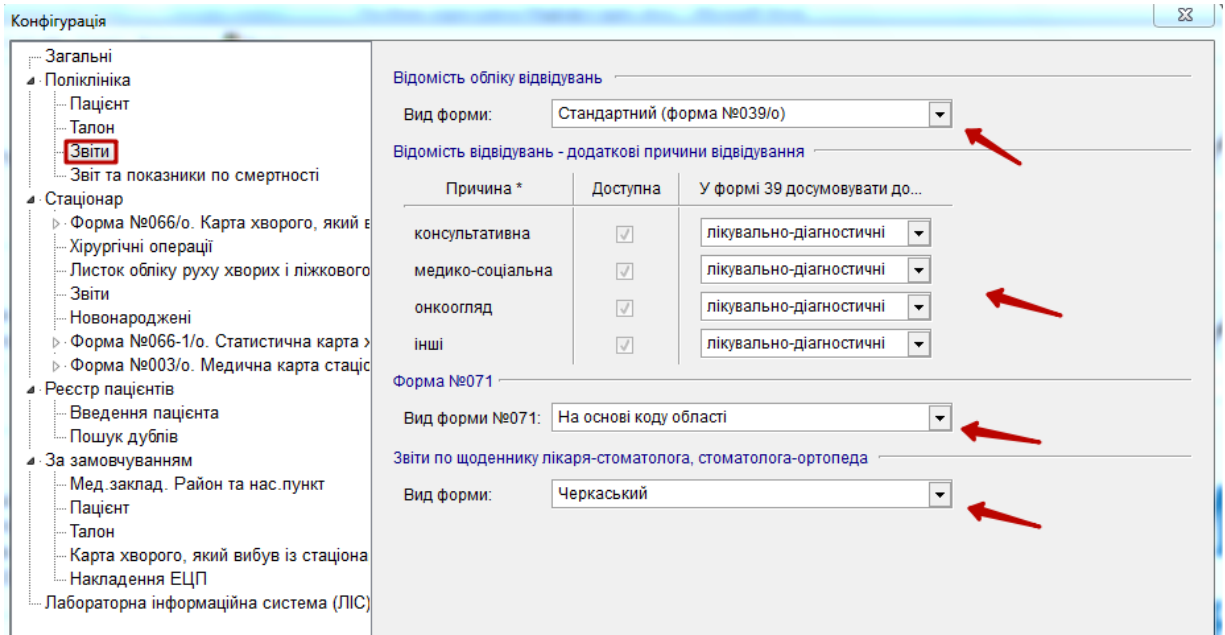 Конфігурація
Загальні
Поліклініка
Пацієнт
Талон
Звіти
Звіт та показники по смертності
Стаціонар
Форма №066/о. Карта хворого, який в
Хірургічні операції
Листок обліку руху хворих і ліжкового
Звіти
Новонароджені
Форма №066-1/о. Статистична карта х
Форма №003/о. Медична карта стаціс
Реєстр пацієнтів
Введення пацієнта
Пошук дублів
За замовчуванням
Мед.заклад. Район та нас.пункт
Пацієнт
Талон
Карта хворого, який вибув із стаціона
Накладення ЕЦП
Лабораторна інформаційна система (ЛІС)
Відомість обліку відвідувань
Вид форми: Стандартний (форма №039/о)
Відомість відвідувань - додаткові причини відвідування
Причина * Доступна У формі 39 досумовувати до...
консультативна лікувально-діагностичні
медико-соціальна лікувально-діагностичні
онкоогляд лікувально-діагностичні
інші лікувально-діагностичні
Форма №071
Вид форми №071: На основі коду області
Звіти по щоденнику лікаря-стоматолога, стоматолога-ортопеда
Вид форми: Черкаський